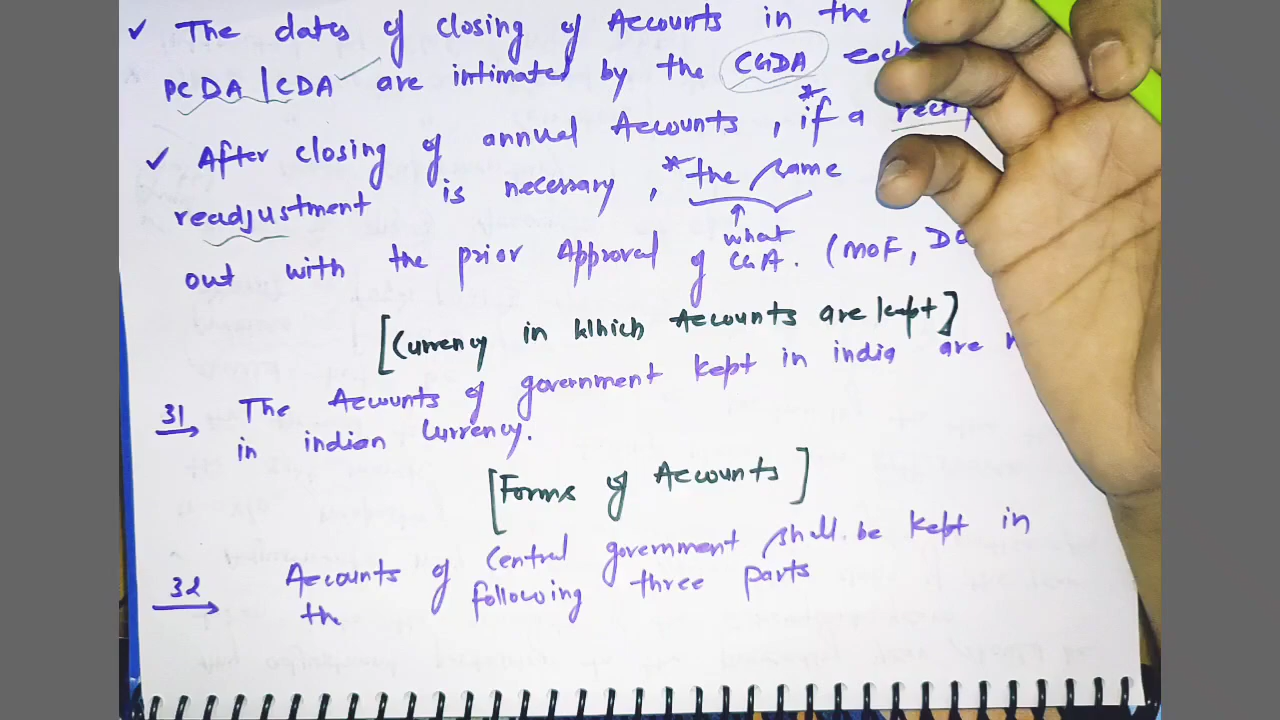 ✓ The dates of closing of Accounts in the
PCDA/CDA are intimated by the CGDA each
✓ After closing of annual Accounts, *if a
readjustment is necessary, *the same
what
out with the prior Approval of CGA. (MOF,
[Currency in Which Accounts are kept]
31 The Accounts of government kept in india are
in indian Currency.
[Forms of Accounts]
32 Accounts of Central government shall be kept in
the following three parts